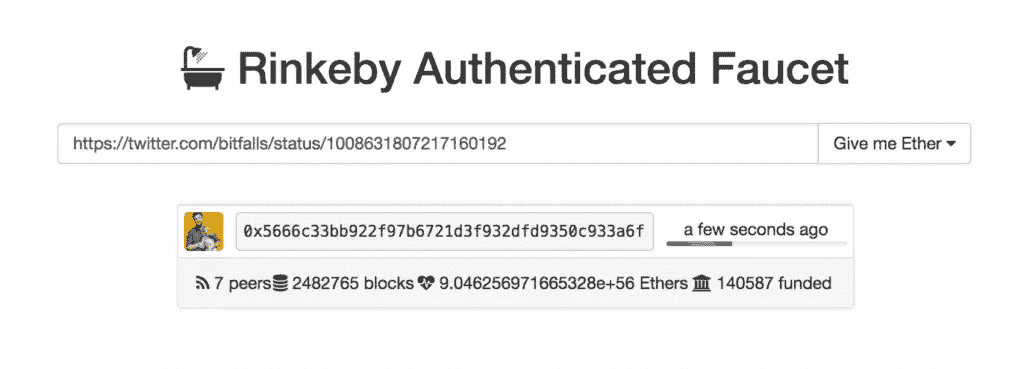 Rinkeby Authenticated Faucet
https://twitter.com/bitfalls/status/1008631807217160192 Give me Ether
0x5666c33bb922f97b6721d3f932dfd9350c933a6f a few seconds ago
7 peers 2482765 blocks 9.046256971665328e+56 Ethers 140587 funded